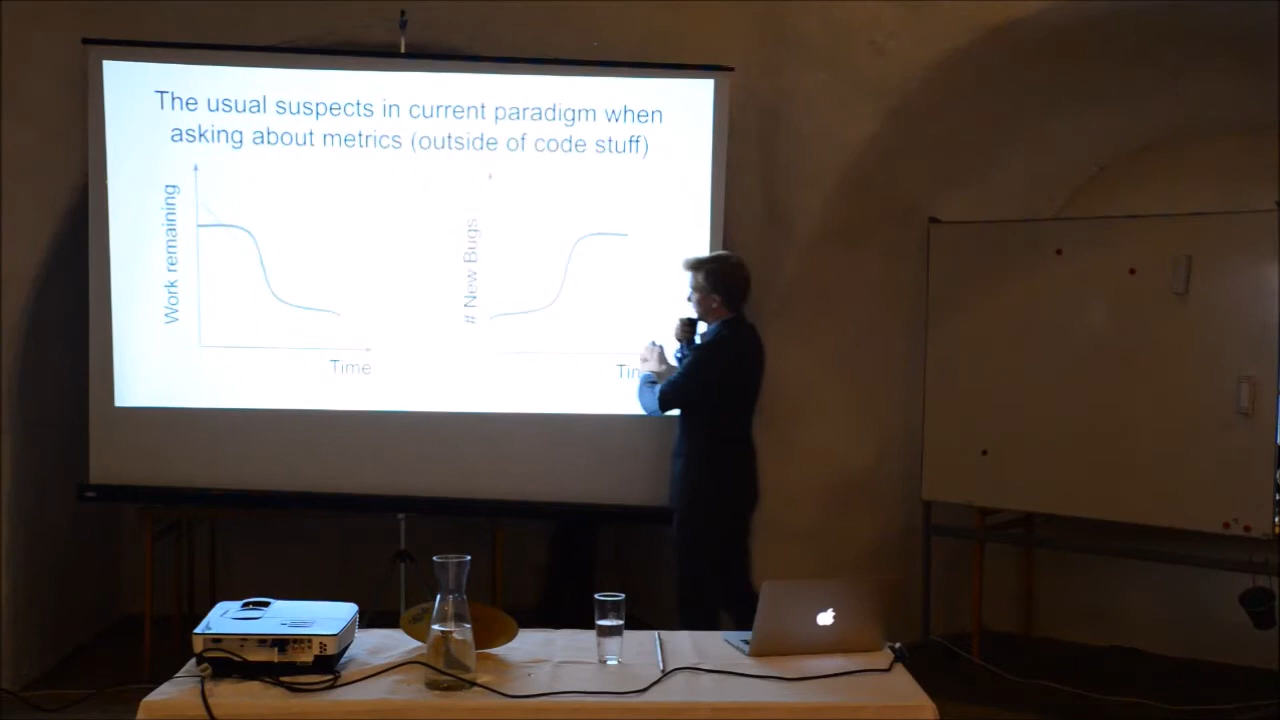 The usual suspects in current paradigm when
asking about metrics (outside of code stuff)
Work remaining
Time
# New Bugs